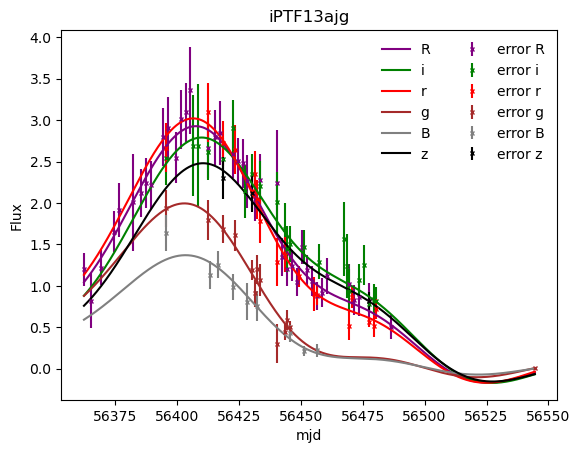 iPTF13ajg
4.0
3.5
3.0
2.5
2.0
1.5
1.0
0.5
0.0
Flux
R error R
i error i
r error r
g error g
B error B
z error z
56375 56400 56425 56450 56475 56500 56525 56550
mjd